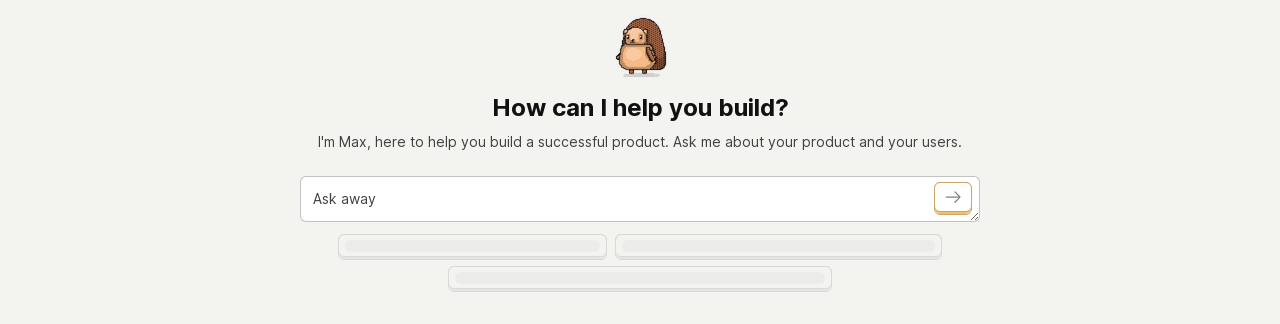 How can I help you build?
I'm Max, here to help you build a successful product. Ask me about your product and your users.
Ask away